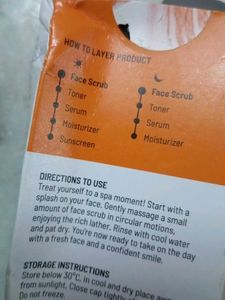 HOW TO LAYER PRODUCT
Face Scrub
Toner
Serum
Moisturizer
Sunscreen
Face Scrub
Toner
Serum
Moisturizer
DIRECTIONS TO USE
Treat yourself to a spa moment! Start with a
splash on your face. Gently massage a small
amount of face scrub in circular motions,
enjoying the rich lather. Rinse with cool water
and pat dry. You're now ready to take on the day
with a fresh face and a confident smile.
STORAGE INSTRUCTIONS
Store below 30°C, in cool and dry place away
from sunlight. Close cap tightly
Do not freeze.